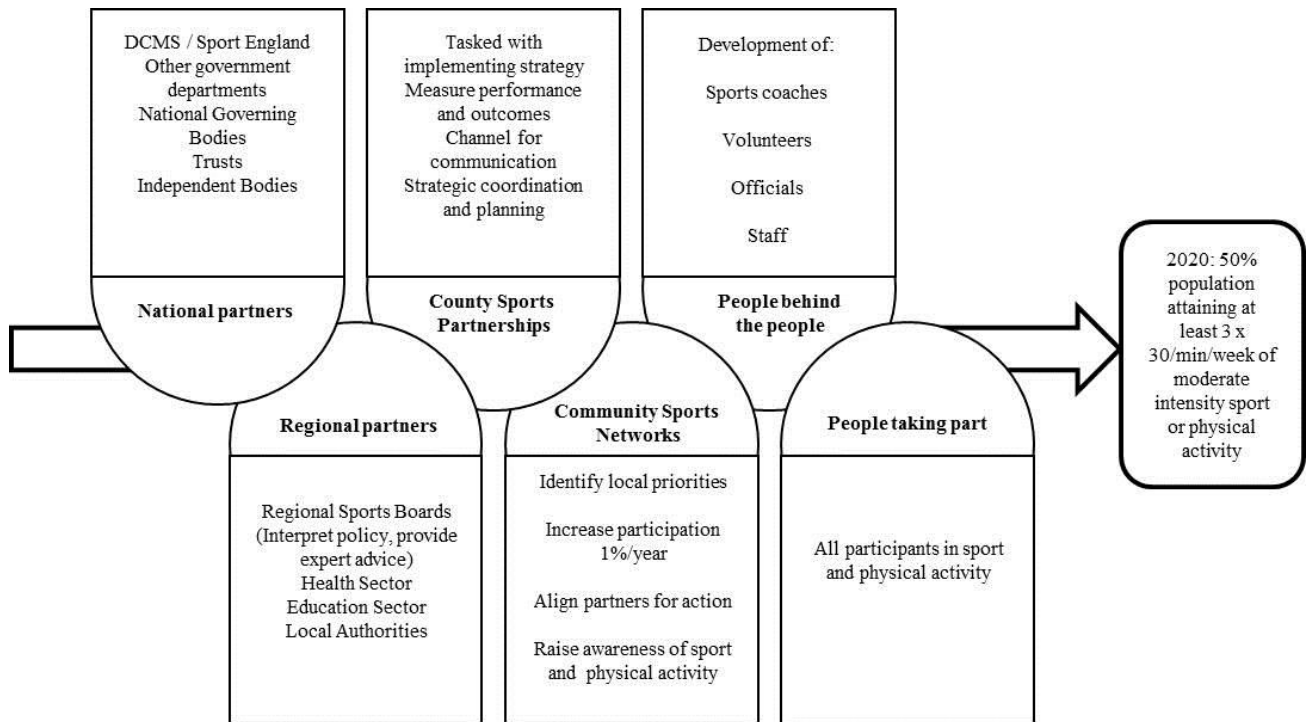 DCMS / Sport England
Other government
departments
National Governing
Bodies
Trusts
Independent Bodies
National partners
Tasked with
implementing strategy
Measure performance
and outcomes
Channel for
communication
Strategic coordination
and planning
County Sports
Partnerships
Development of:
Sports coaches
Volunteers
Officials
Staff
People behind
the people
Regional partners
Regional Sports Boards
(Interpret policy, provide
expert advice)
Health Sector
Education Sector
Local Authorities
Community Sports
Networks
Identify local priorities
Increase participation
1%/year
Align partners for action
Raise awareness of sport
and physical activity
People taking part
All participants in sport
and physical activity
2020: 50%
population
attaining at
least 3 x
30/min/week of
moderate
intensity sport
or physical
activity